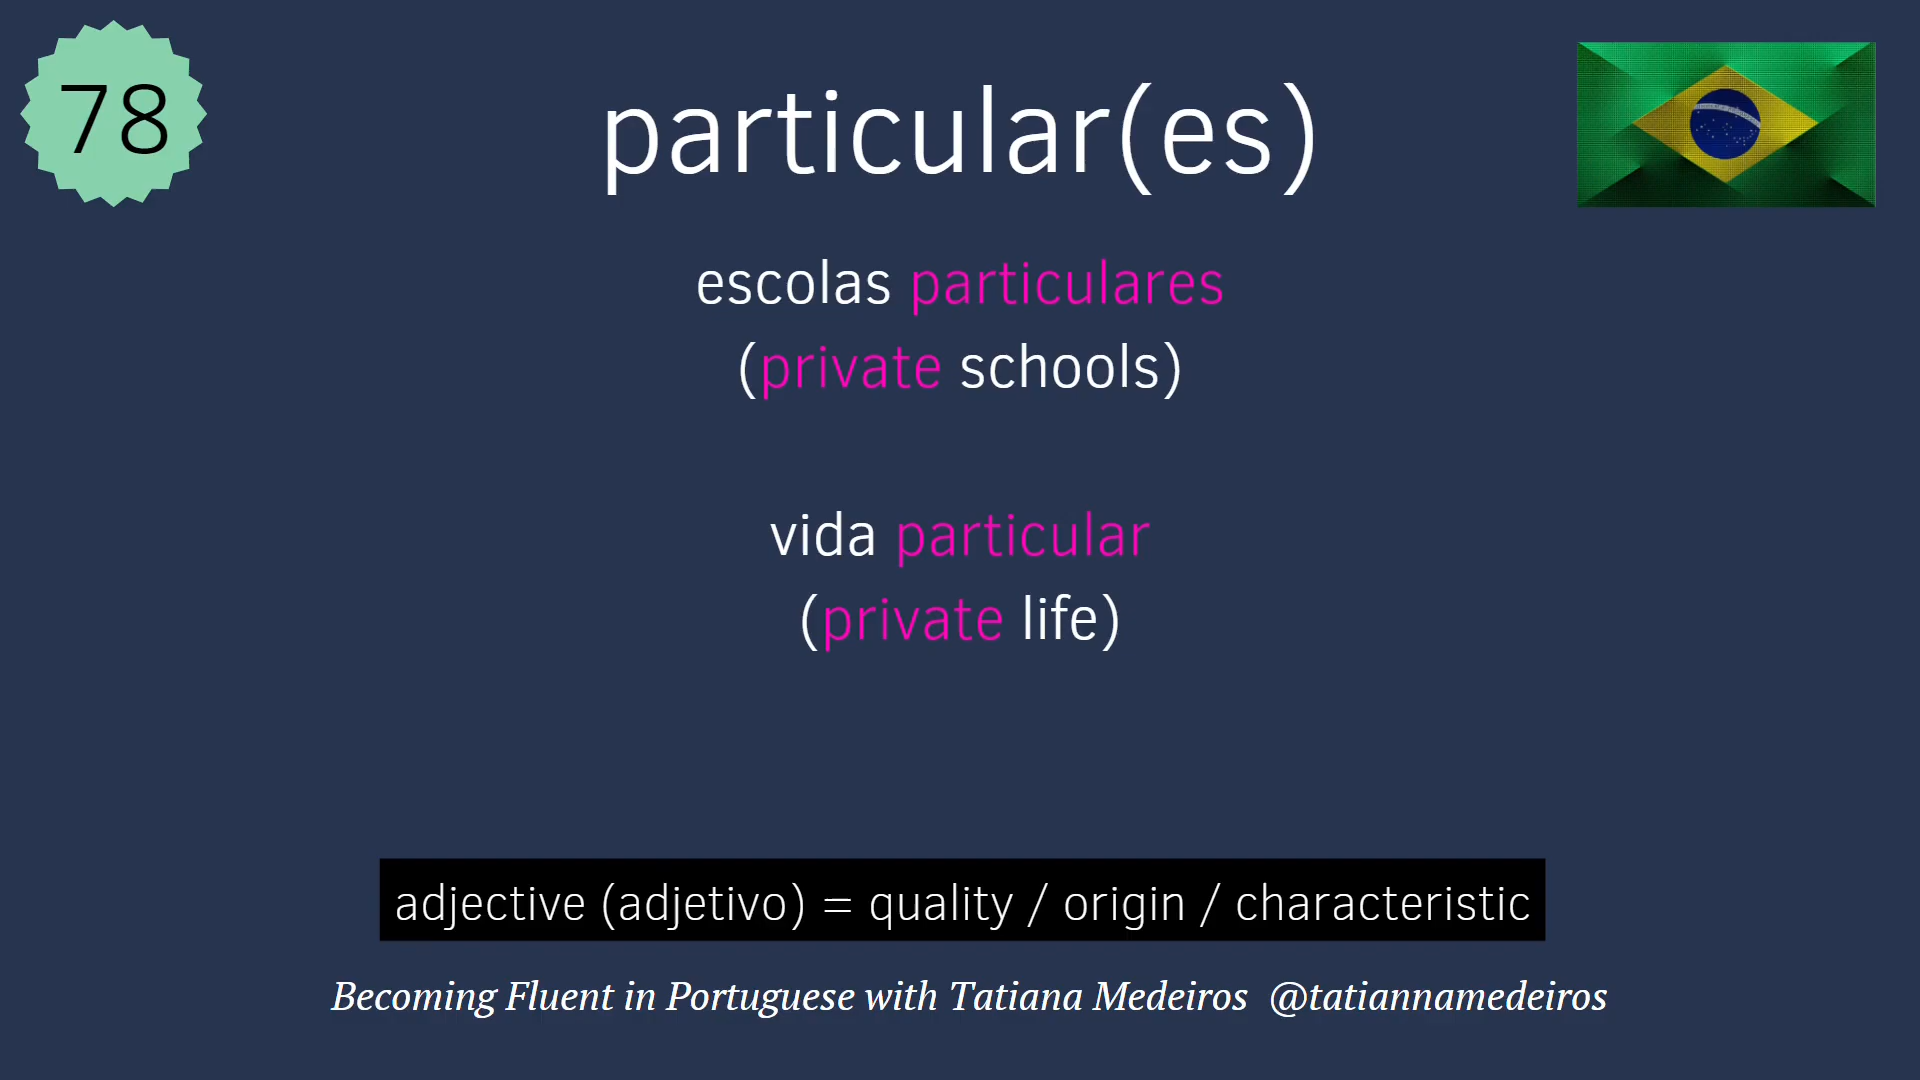 78
particular(es)
escolas particulares
(private schools)
vida particular
(private life)
adjective (adjetivo) = quality / origin / characteristic
Becoming Fluent in Portuguese with Tatiana Medeiros @tatiannamedeiros